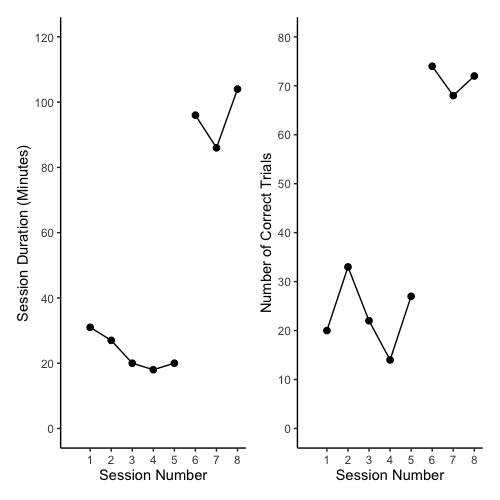 Session Duration (Minutes)
120
100
80
60
40
20
0
1 2 3 4 5 6 7 8
Session Number
Number of Correct Trials
80
70
60
50
40
30
20
10
0
1 2 3 4 5 6 7 8
Session Number